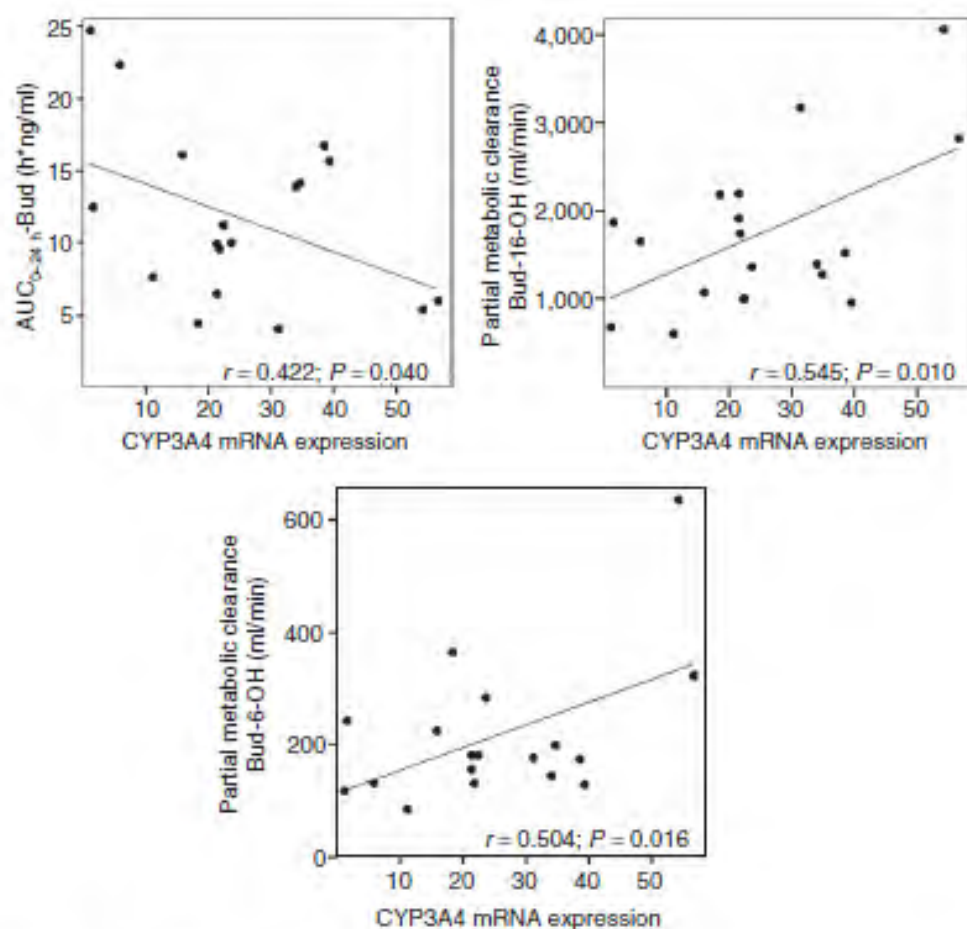 25
20
15
10
5
AUC0–24 h-Bud (h*ng/ml)
r = 0.422; P = 0.040
10 20 30 40 50
CYP3A4 mRNA expression
4,000
3,000
2,000
1,000
Partial metabolic clearance
Bud-16-OH (ml/min)
r = 0.545; P = 0.010
10 20 30 40 50
CYP3A4 mRNA expression
600
400
200
0
Partial metabolic clearance
Bud-6-OH (ml/min)
r = 0.504; P = 0.016
10 20 30 40 50
CYP3A4 mRNA expression